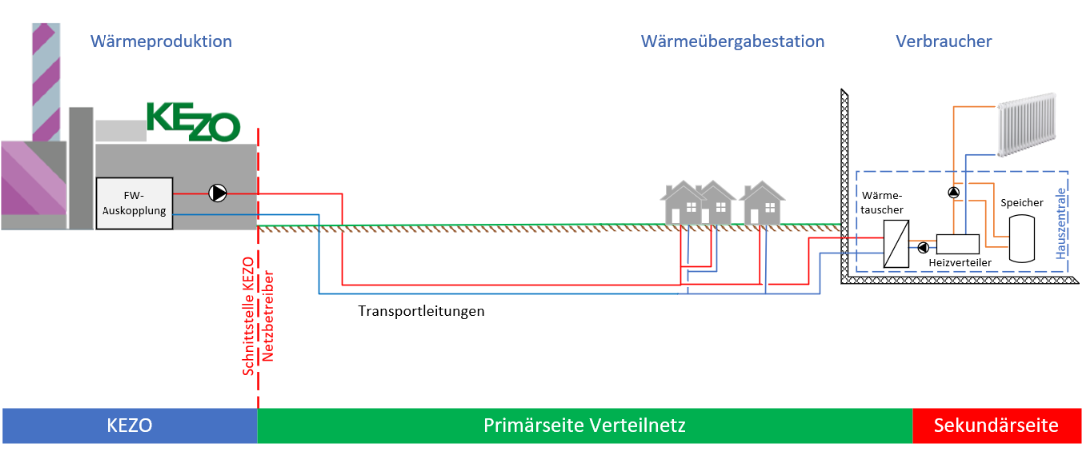 Wärmeproduktion
Wärmeübergabestation
Verbraucher
KEZO
FW-
Auskopplung
Wärme-
tauscher
Speicher
Heizverteiler
Hauszentrale
Schnittstelle KEZO
Netzbetreiber
Transportleitungen
KEZO
Primärseite Verteilnetz
Sekundärseite